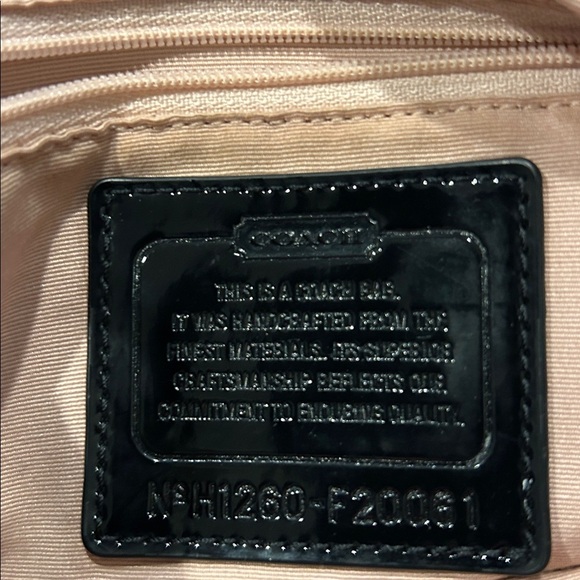 COACH
THIS IS A COACH BAG.
IT WAS HANDCRAFTED FROM THE
FINEST MATERIALS. ITS SUPERIOR
CRAFTSMANSHIP REFLECTS OUR
COMMITMENT TO ENDURING QUALITY.
Nº H1260-F20031